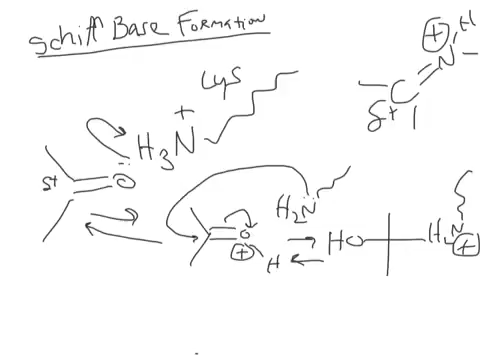 Schiff Base Formation
Lys
+
H₃N
δ+
O
+
H
N
C
δ+
H₂N
O
+
H
HO
H₂N
+